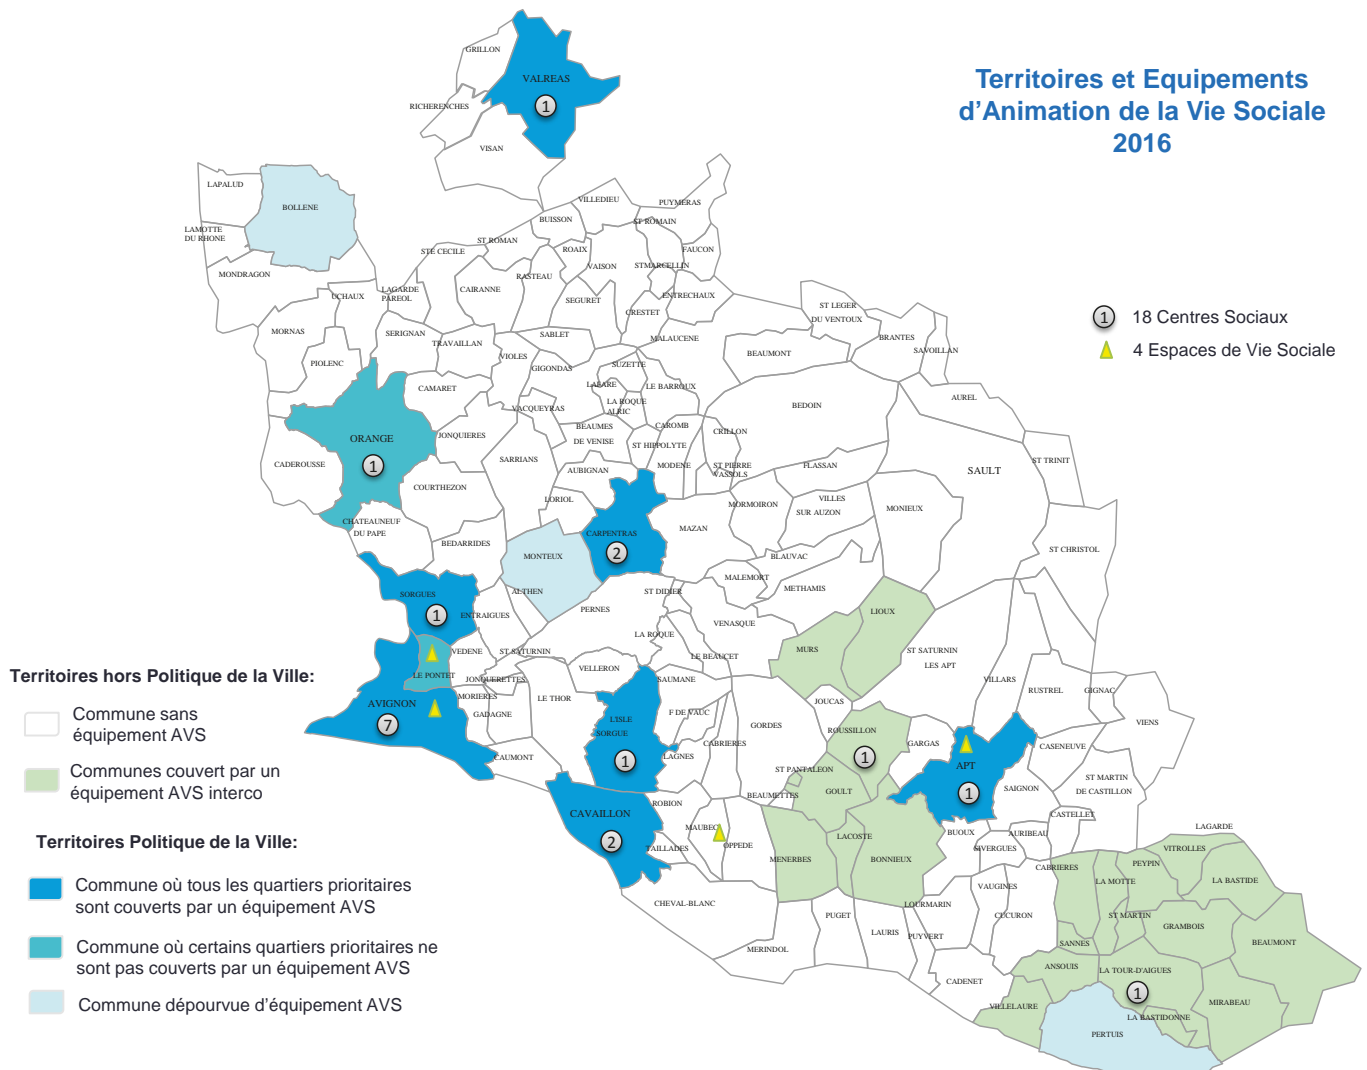 Territoires et Equipements
d'Animation de la Vie Sociale
2016
1 18 Centres Sociaux
4 Espaces de Vie Sociale
GRILLON
VALREAS
1
RICHERENCHES
VISAN
LAPALUD
BOLLENE
LAMOTTE
DU RHONE
MONDRAGON
VILLEDIEU
PUYMERAS
BUISSON
ST ROMAIN
ST ROMAN
STE CECILE
ROAIX
FAUCON
VAISON
STMARCELLIN
RASTEAU
CAIRANNE
LAGARDE
PAREOL
UCHAUX
SEGURET
ENTRECHAUX
CRESTET
ST LEGER
DU VENTOUX
MORNAS
SERIGNAN
TRAVAILLAN
SABLET
MALAUCENE
BRANTES
SAVOILLAN
BEAUMONT
PIOLENC
VIOLES
GIGONDAS
SUZETTE
LAFARE
LE BARROUX
CAMARET
LA ROQUE
ALRIC
VACQUEYRAS
BEDOIN
AUREL
BEAUMES
DE VENISE
CAROMB
CRILLON
ORANGE
1
JONQUIERES
ST HIPPOLYTE
SARRIANS
MODENE
ST PIERRE
VASSOLS
FLASSAN
SAULT
ST TRINIT
CADEROUSSE
AUBIGNAN
COURTHEZON
LORIOL
MORMOIRON
VILLES
SUR AUZON
MONIEUX
CHATEAUNEUF
DU PAPE
CARPENTRAS
2
MAZAN
BEDARRIDES
MONTEUX
BLAUVAC
ST CHRISTOL
MALEMORT
METHAMIS
SORGUES
1
ALTHEN
ST DIDIER
PERNES
LIOUX
ENTRAIGUES
VENASQUE
LA ROQUE
MURS
ST SATURNIN
LES APT
VEDENE
ST SATURNIN
LE BEAUCET
LE PONTET
JONQUERETTES
VELLERON
SAUMANE
VILLARS
RUSTREL
GIGNAC
MORIERES
LE THOR
AVIGNON
7
GADAGNE
F DE VAUC
JOUCAS
GORDES
VIENS
L'ISLE
SORGUE
1
ROUSSILLON
1
GARGAS
CABRIERES
CASENEUVE
CAUMONT
LAGNES
APT
1
ST PANTALEON
ST MARTIN
DE CASTILLON
SAIGNON
GOULT
BEAUMETTES
ROBION
CAVAILLON
2
CASTELLET
MAUBEC
OPPEDE
LACOSTE
BUOUX
AURIBEAU
LAGARDE
TAILLADES
SIVERGUES
MENERBES
BONNIEUX
VITROLLES
PEYPIN
CABRIERES
LA MOTTE
LA BASTIDE
VAUGINES
CHEVAL-BLANC
LOURMARIN
PUGET
CUCURON
ST MARTIN
GRAMBOIS
LAURIS
PUYVERT
SANNES
BEAUMONT
MERINDOL
ANSOUIS
LA TOUR-D'AIGUES
1
CADENET
MIRABEAU
VILLELAURE
LA BASTIDONNE
PERTUIS
Territoires hors Politique de la Ville:
Commune sans
équipement AVS
Communes couvert par un
équipement AVS interco
Territoires Politique de la Ville:
Commune où tous les quartiers prioritaires
sont couverts par un équipement AVS
Commune où certains quartiers prioritaires ne
sont pas couverts par un équipement AVS
Commune dépourvue d'équipement AVS